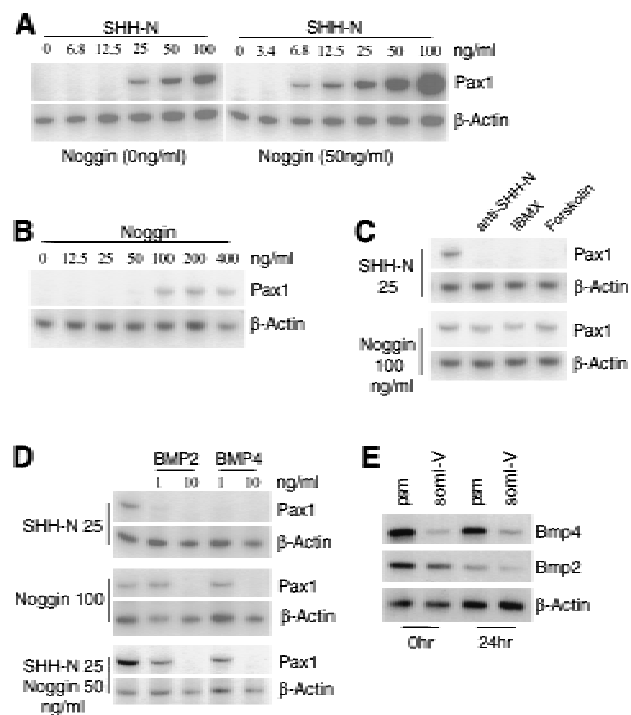 A
SHH-N SHH-N
0 6.8 12.5 25 50 100 0 3.4 6.8 12.5 25 50 100 ng/ml
Pax1
β-Actin
Noggin (0ng/ml) Noggin (50ng/ml)
B
Noggin
0 12.5 25 50 100 200 400 ng/ml
Pax1
β-Actin
C
anti-SHH-N IBMX Forskolin
SHH-N 25
Pax1
β-Actin
Noggin 100 ng/ml
Pax1
β-Actin
D
BMP2 BMP4
1 10 1 10 ng/ml
SHH-N 25
Pax1
β-Actin
Noggin 100
Pax1
β-Actin
SHH-N 25
Noggin 50
ng/ml
Pax1
β-Actin
E
psm somI-V psm somI-V
Bmp4
Bmp2
β-Actin
0hr 24hr